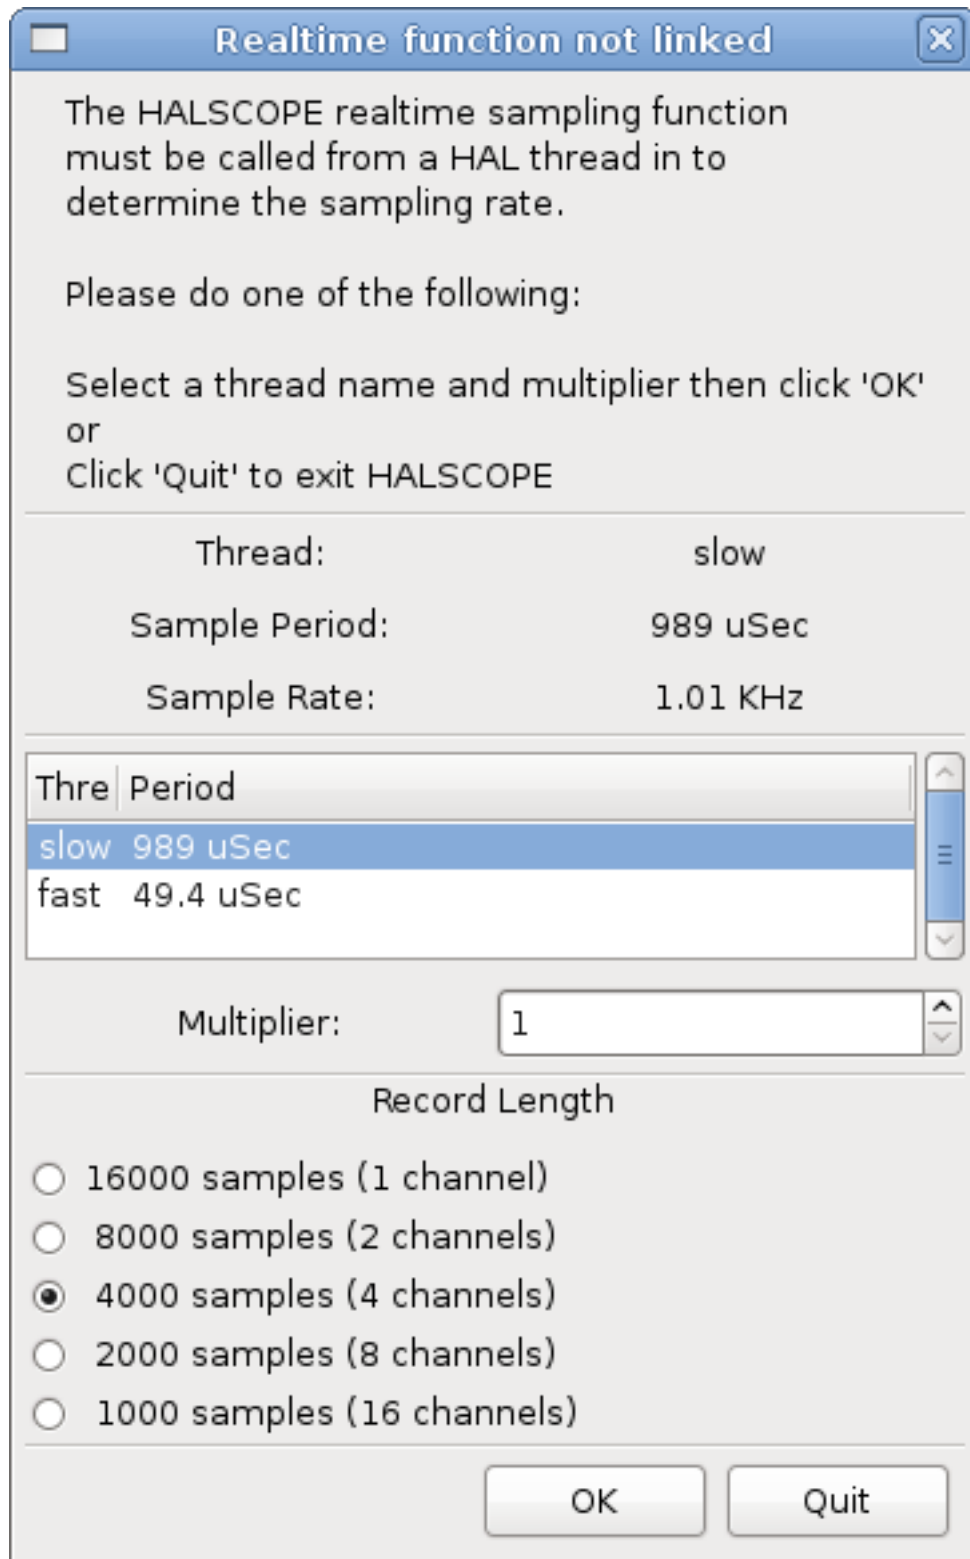 Realtime function not linked
The HALSCOPE realtime sampling function
must be called from a HAL thread in to
determine the sampling rate.
Please do one of the following:
Select a thread name and multiplier then click 'OK'
or
Click 'Quit' to exit HALSCOPE
Thread: slow
Sample Period: 989 uSec
Sample Rate: 1.01 KHz
Thre Period
slow 989 uSec
fast 49.4 uSec
Multiplier: 1
Record Length
16000 samples (1 channel)
8000 samples (2 channels)
4000 samples (4 channels)
2000 samples (8 channels)
1000 samples (16 channels)
OK Quit